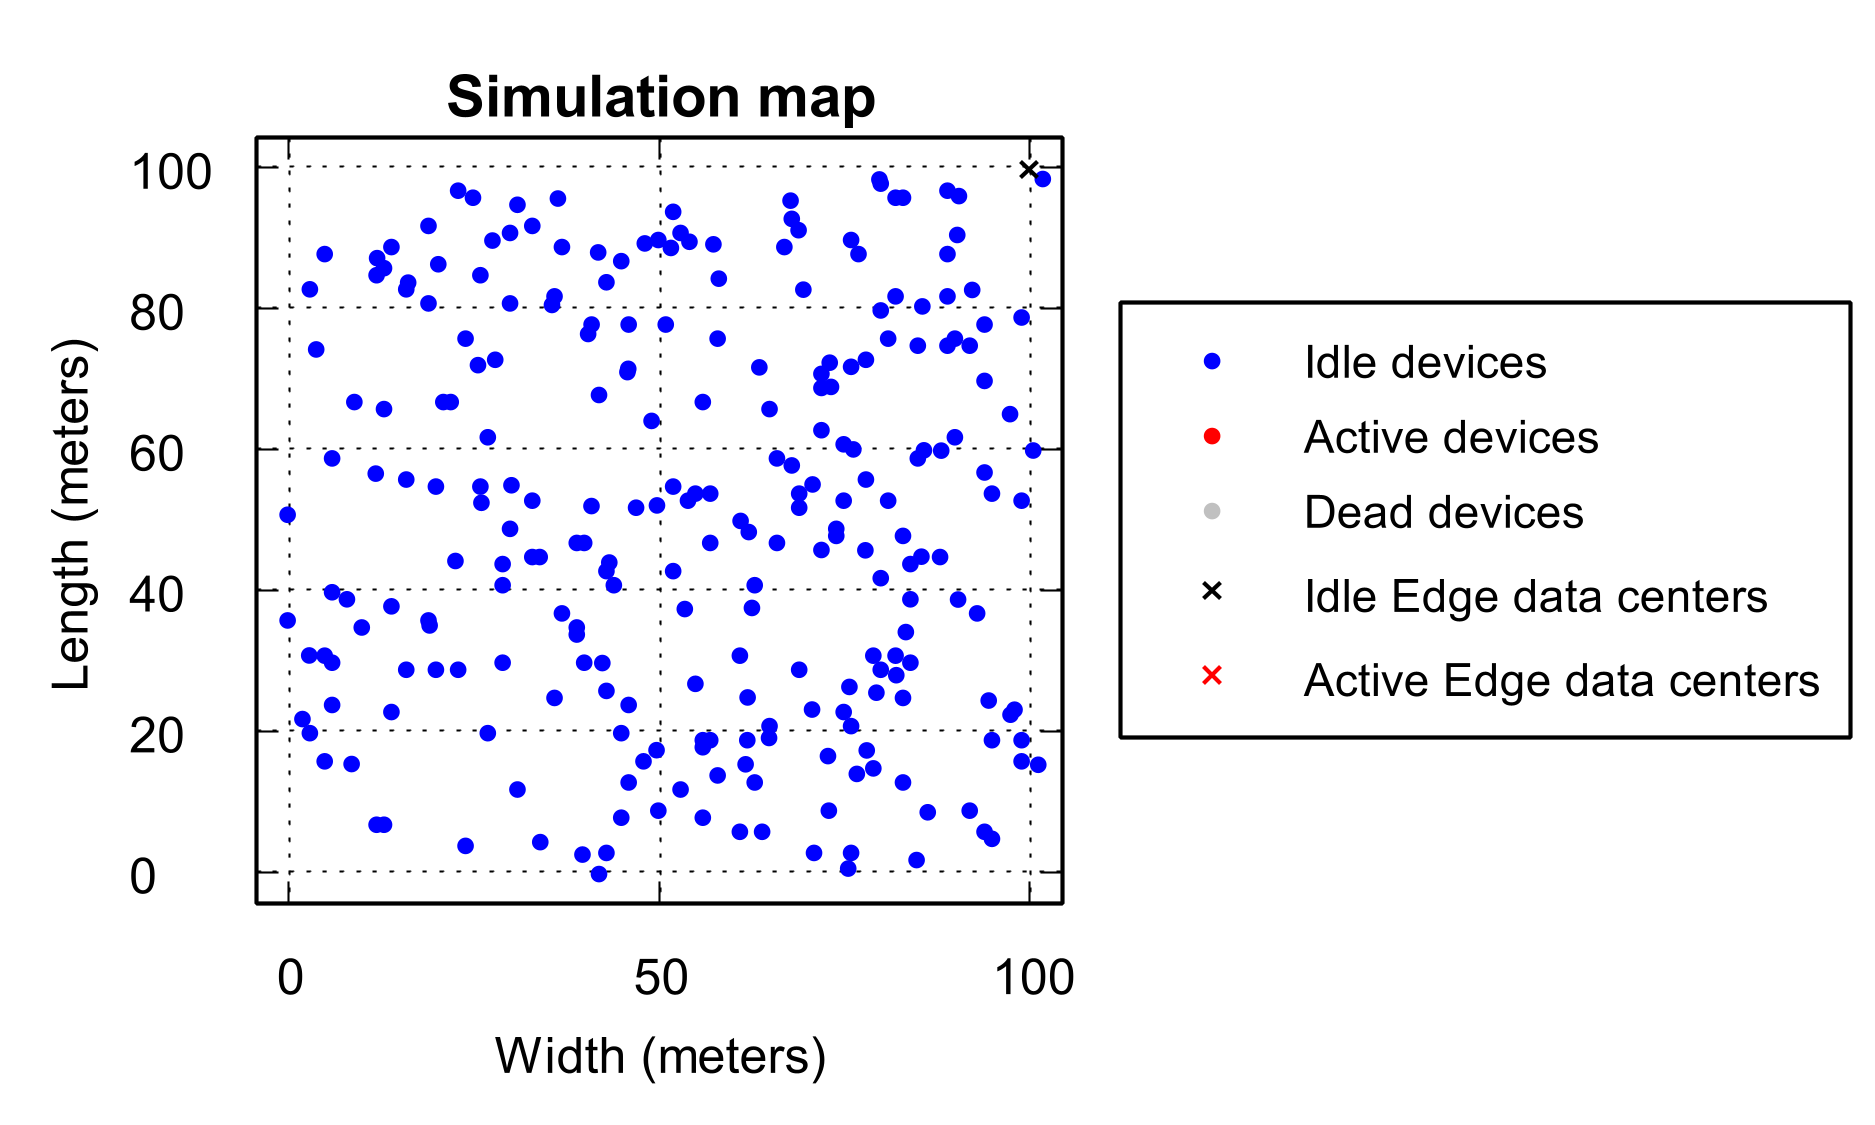 Simulation map
100
80
60
40
20
0
Length (meters)
0 50 100
Width (meters)
Idle devices
Active devices
Dead devices
Idle Edge data centers
Active Edge data centers